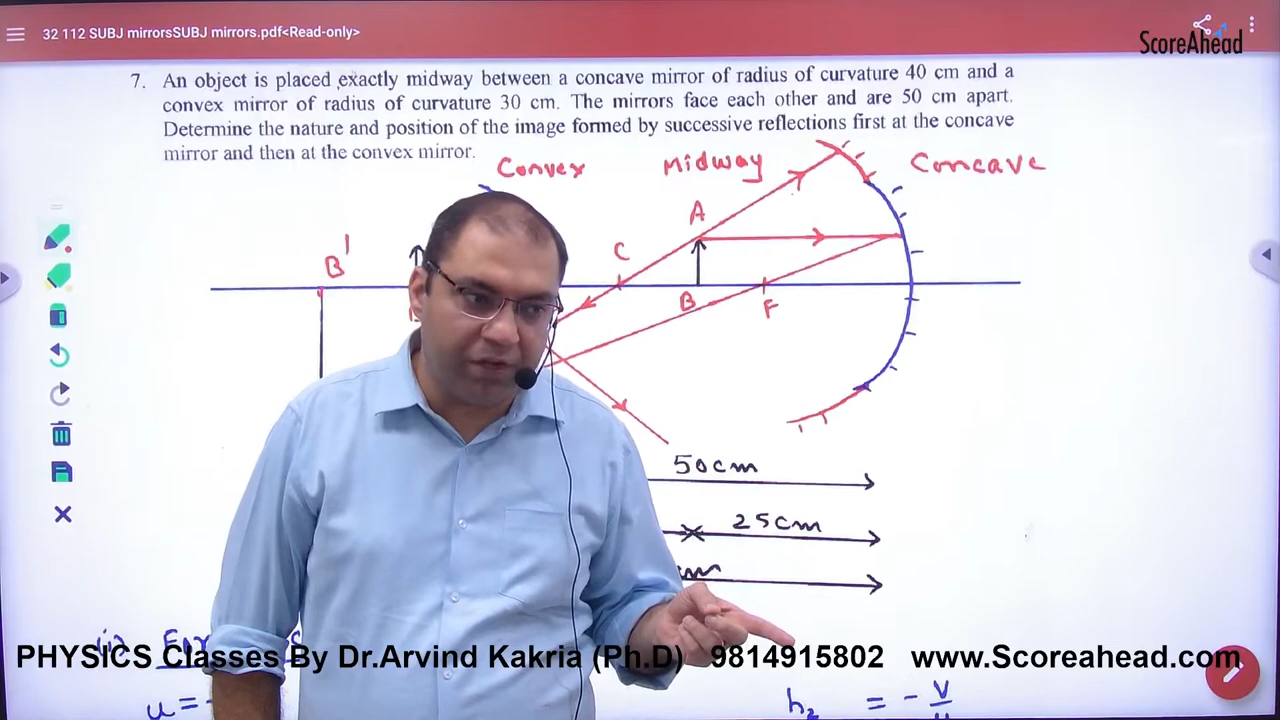 32 112 SUBJ mirrorsSUBJ mirrors.pdf<Read-only>
ScoreAhead
7. An object is placed exactly midway between a concave mirror of radius of curvature 40 cm and a
convex mirror of radius of curvature 30 cm. The mirrors face each other and are 50 cm apart.
Determine the nature and position of the image formed by successive reflections first at the concave
mirror and then at the convex mirror.
Convex Midway Concave
A
C
B'
B
F
50cm
25cm
cm
(i)
PHYSICS Classes By Dr.Arvind Kakria (Ph.D) 9814915802 www.Scoreahead.com
u = -
h2 = - v